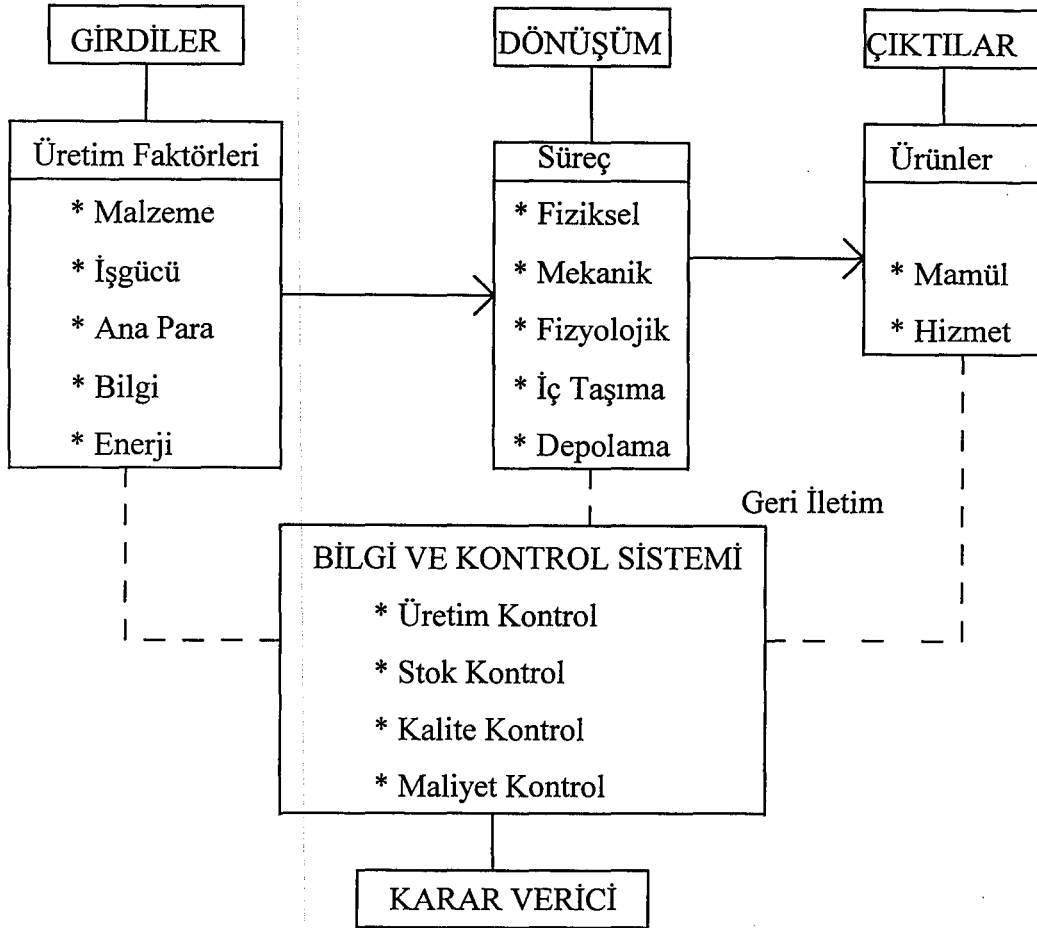 GİRDİLER
Üretim Faktörleri
* Malzeme
* İşgücü
* Ana Para
* Bilgi
* Enerji
DÖNÜŞÜM
Süreç
* Fiziksel
* Mekanik
* Fizyolojik
* İç Taşıma
* Depolama
ÇIKTILAR
Ürünler
* Mamül
* Hizmet
Geri İletim
BİLGİ VE KONTROL SİSTEMİ
* Üretim Kontrol
* Stok Kontrol
* Kalite Kontrol
* Maliyet Kontrol
KARAR VERİCİ